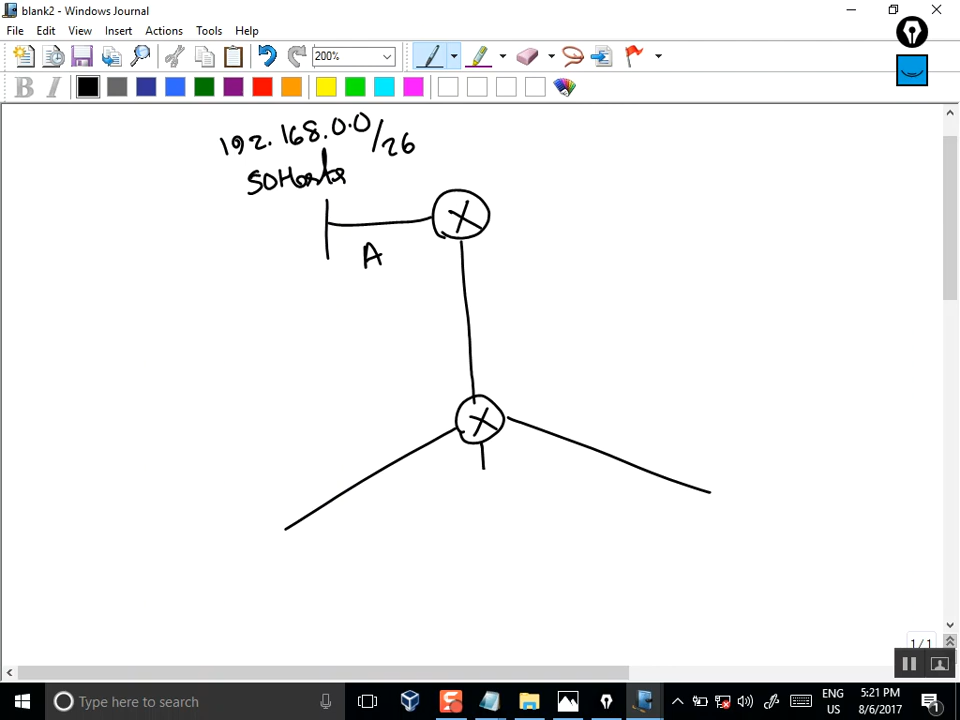 blank2 - Windows Journal
File Edit View Insert Actions Tools Help
200%
B I
192.168.0.0/26
50Hosts
A
1/1
Type here to search
ENG
US
5:21 PM
8/6/2017
1